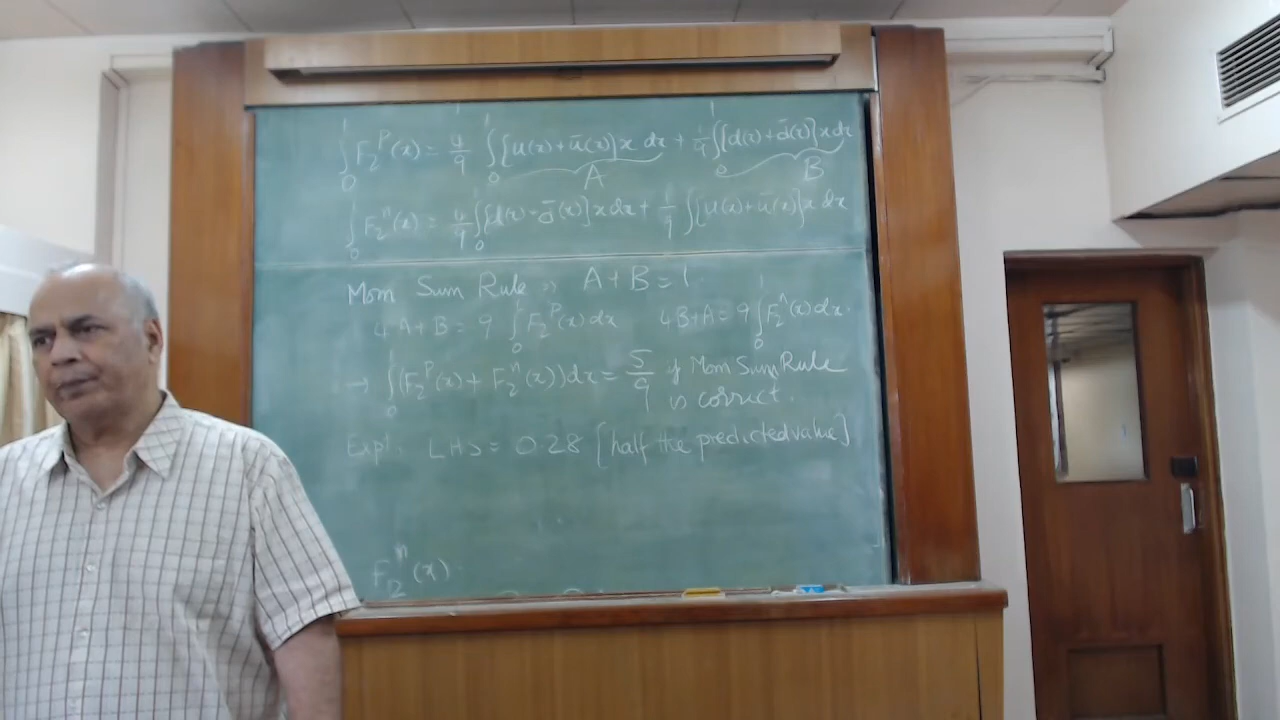 ∫₀¹ F₂ᴾ(x) = 4/9 ∫₀¹ [u(x)+ū(x)]x dx + 1/9 ∫₀¹ [d(x)+d̄(x)]x dx
A B
∫₀¹ F₂ⁿ(x) = 4/9 ∫₀¹ [d(x)+d̄(x)]x dx + 1/9 ∫[u(x)+ū(x)]x dx
Mom Sum Rule ⇒ A+B=1
4A+B = 9 ∫₀¹ F₂ᴾ(x)dx 4B+A = 9 ∫₀¹ F₂ⁿ(x)dx.
→ ∫₀¹ (F₂ᴾ(x) + F₂ⁿ(x))dx = 5/9 if Mom Sum Rule
is correct.
Expt. LHS = 0.28 [half the predicted value]
F₂ⁿ(x)